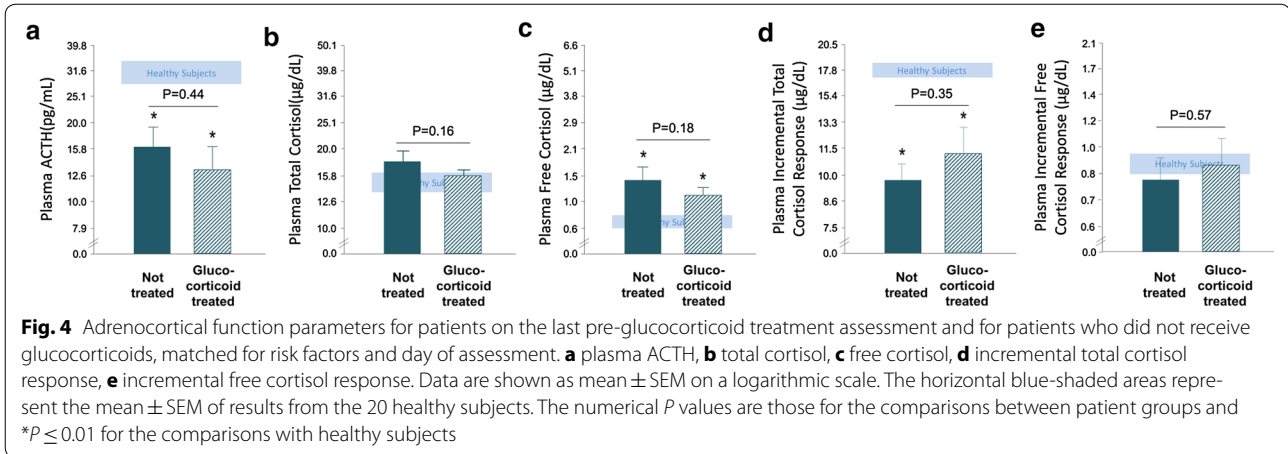 a
Plasma ACTH(pg/mL)
39.8
31.6
25.1
20.0
15.8
12.6
10.0
7.9
0.0
Healthy Subjects
P=0.44
*
*
Not
treated
Gluco-
corticoid
treated
b
Plasma Total Cortisol(µg/dL)
50.1
39.8
31.6
25.1
20.0
15.8
12.6
10.0
0.0
P=0.16
Not
treated
Gluco-
corticoid
treated
c
Plasma Free Cortisol (µg/dL)
6.6
5.1
3.8
2.9
2.1
1.5
1.0
0.6
0.0
P=0.18
*
*
Not
treated
Gluco-
corticoid
treated
d
Plasma Incremental Total
Cortisol Response (µg/dL)
20.5
17.8
15.4
13.3
11.5
10.0
8.6
7.5
0.0
Healthy Subjects
P=0.35
*
*
Not
treated
Gluco-
corticoid
treated
e
Plasma Incremental Free
Cortisol Response (µg/dL)
2.1
1.7
1.4
1.2
1.0
0.8
0.7
0.6
0.0
P=0.57
Healthy Subjects
Not
treated
Gluco-
corticoid
treated
Fig. 4 Adrenocortical function parameters for patients on the last pre-glucocorticoid treatment assessment and for patients who did not receive
glucocorticoids, matched for risk factors and day of assessment. a plasma ACTH, b total cortisol, c free cortisol, d incremental total cortisol
response, e incremental free cortisol response. Data are shown as mean ± SEM on a logarithmic scale. The horizontal blue-shaded areas repre-
sent the mean ± SEM of results from the 20 healthy subjects. The numerical P values are those for the comparisons between patient groups and
*P ≤ 0.01 for the comparisons with healthy subjects